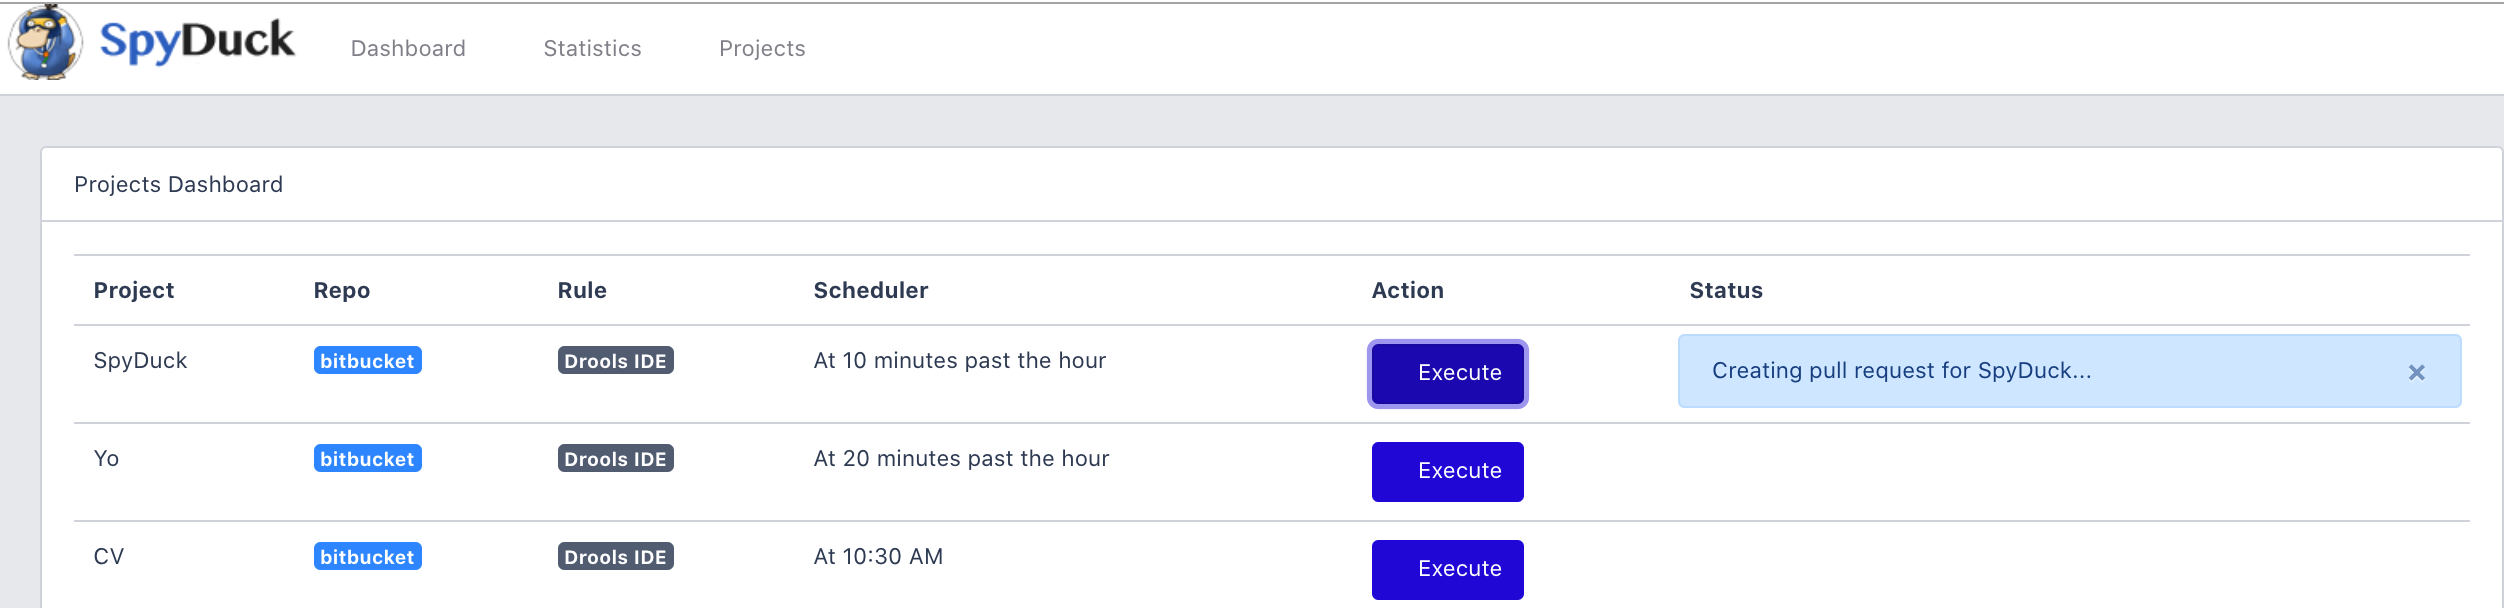 SpyDuck Dashboard Statistics Projects
Projects Dashboard
Project Repo Rule Scheduler Action Status
SpyDuck bitbucket Drools IDE At 10 minutes past the hour Execute Creating pull request for SpyDuck... ×
Yo bitbucket Drools IDE At 20 minutes past the hour Execute
CV bitbucket Drools IDE At 10:30 AM Execute